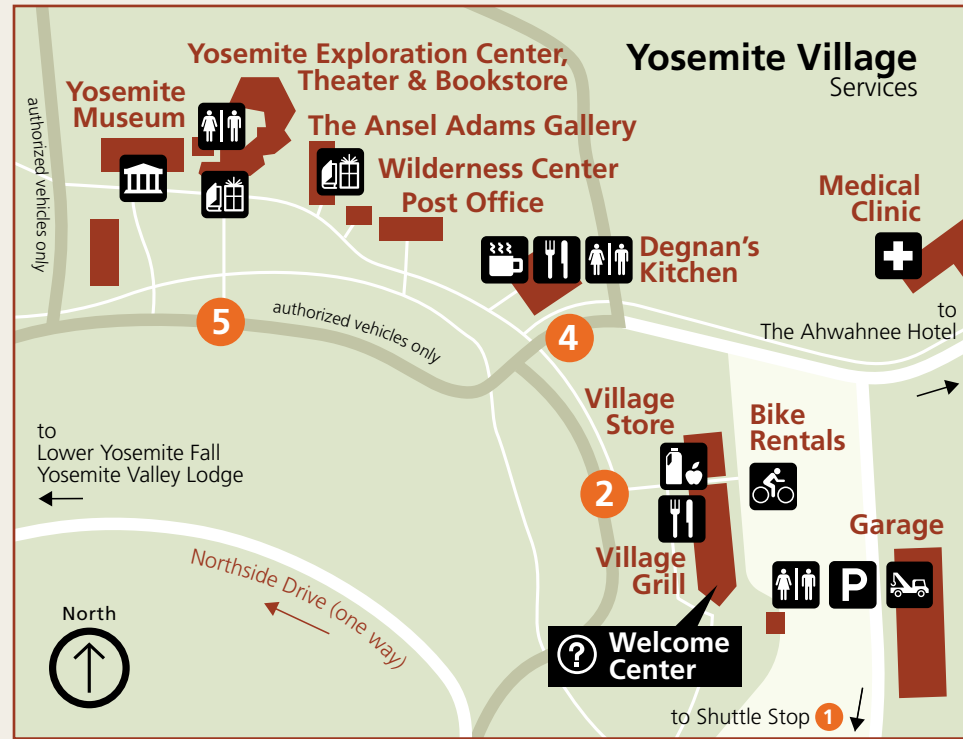 Yosemite Village
Services
Yosemite Exploration Center,
Theater & Bookstore
Yosemite
Museum
The Ansel Adams Gallery
Wilderness Center
Post Office
Medical
Clinic
Degnan’s
Kitchen
authorized vehicles only
5
authorized vehicles only
4
to
The Ahwahnee Hotel
Village
Store
Bike
Rentals
to
Lower Yosemite Fall
Yosemite Valley Lodge
2
Village
Grill
Garage
P
Northside Drive (one way)
North
? Welcome
Center
to Shuttle Stop 1